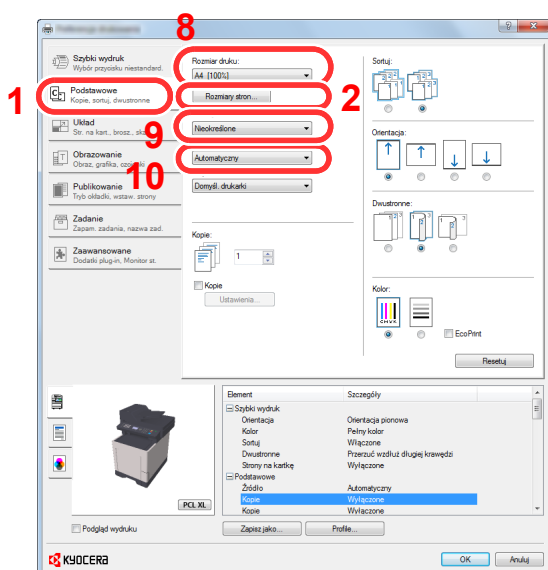 8
Szybki wydruk
Wybór przycisku niestandard.
1
Podstawowe
Kopie, sortuj, dwustronne
Układ
Str. na kart., brosz., ska
Obrazowanie
Obraz, grafika, czcionki
Publikowanie
Tryb okładki, wstaw. strony
Zadanie
Zapam. zadania, nazwa zad.
Zaawansowane
Dodatki plug-in, Monitor st.
Rozmiar druku:
A4 [100%]
Rozmiary stron...
2
9
Nieokreślone
10
Automatyczny
Domyśl. drukarki
Kopie:
1
Kopie
Ustawienia...
Sortuj:
Orientacja:
Dwustronne:
Kolor:
CMYK
EcoPrint
Resetuj
PCL XL
Podgląd wydruku
Element Szczegóły
Szybki wydruk
Orientacja Orientacja pionowa
Kolor Pełny kolor
Sortuj Włączone
Dwustronne Przerzuć wzdłuż długiej krawędzi
Strony na kartkę Wyłączone
Podstawowe
Źródło Automatyczny
Kopie Wyłączone
Kopie Wyłączone
Zapisz jako... Profile...
KYOCERA
OK Anuluj